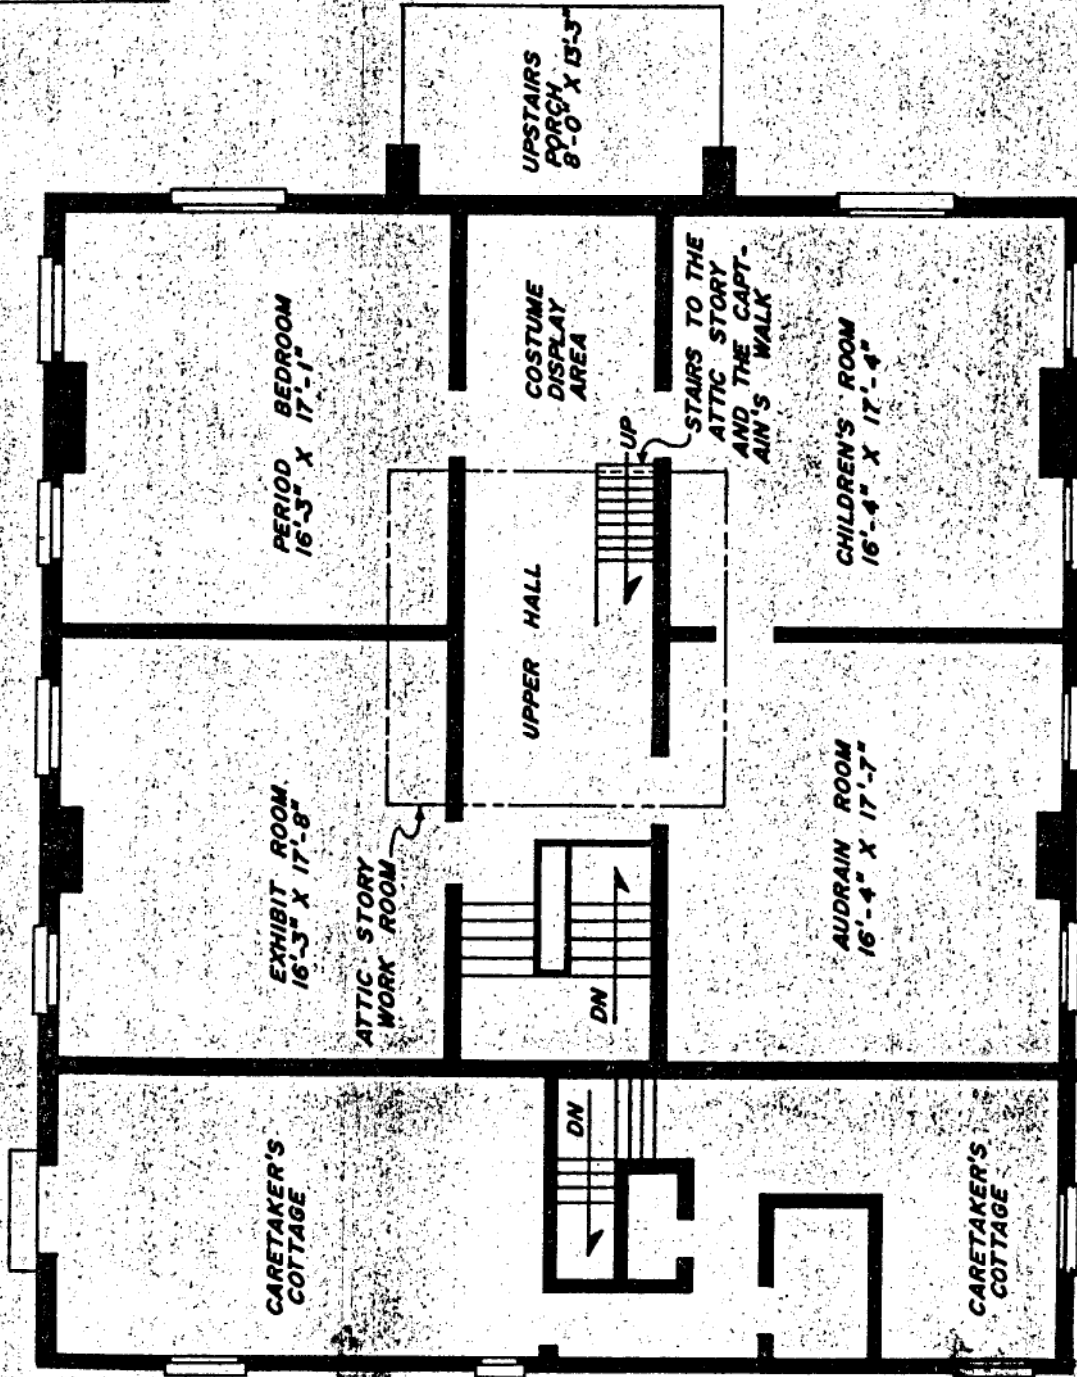 UPSTAIRS
PORCH
8'-0" X 13'-3"
PERIOD BEDROOM
16'-3" X 17'-1"
COSTUME
DISPLAY
AREA
STAIRS TO THE
ATTIC STORY
AND THE CAPT-
AIN'S WALK
UP
CHILDREN'S ROOM
16'-4" X 17'-4"
UPPER HALL
EXHIBIT ROOM
16'-3" X 17'-8"
ATTIC STORY
WORK ROOM
DN
AUDRAIN ROOM
16'-4" X 17'-7"
CARETAKER'S
COTTAGE
DN
CARETAKER'S
COTTAGE